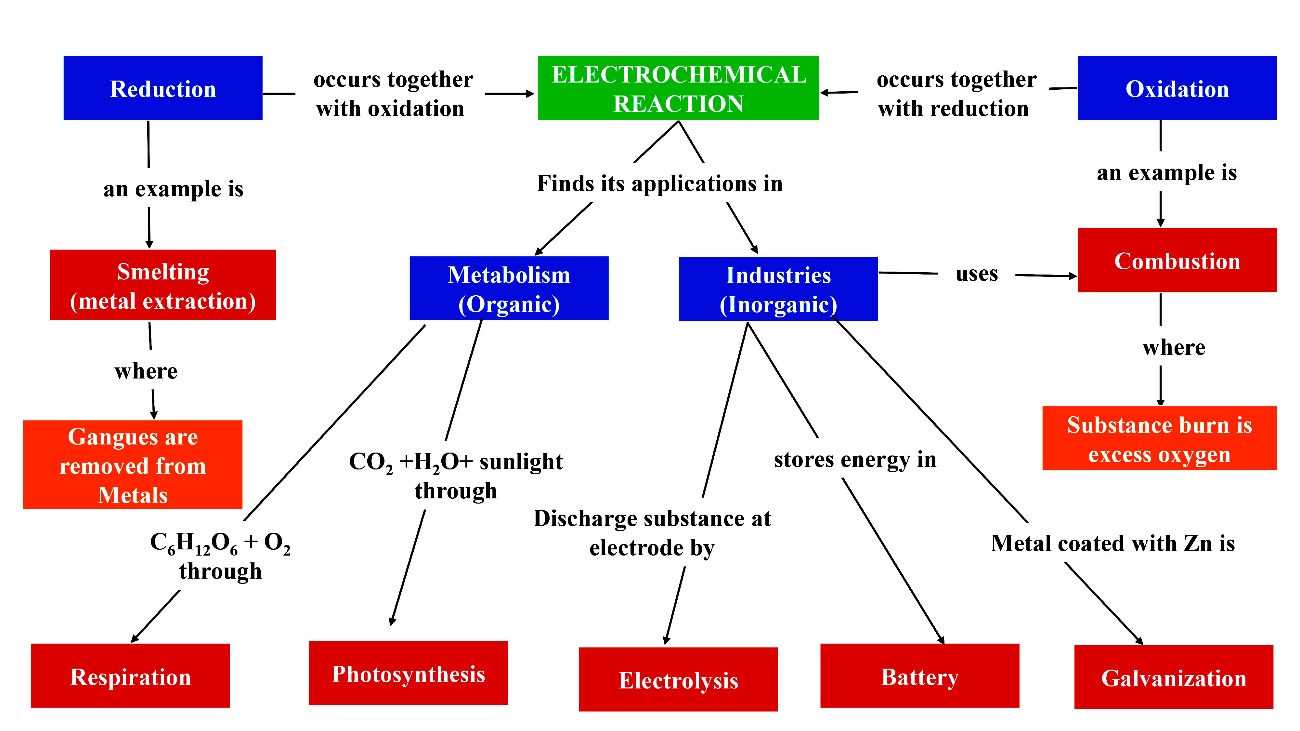 Reduction
occurs together
with oxidation
ELECTROCHEMICAL
REACTION
occurs together
with reduction
Oxidation
an example is
Finds its applications in
an example is
Smelting
(metal extraction)
Metabolism
(Organic)
Industries
(Inorganic)
uses
Combustion
where
where
Gangues are
removed from
Metals
Substance burn is
excess oxygen
CO₂ +H₂O+ sunlight
through
stores energy in
C₆H₁₂O₆ + O₂
through
Discharge substance at
electrode by
Metal coated with Zn is
Respiration
Photosynthesis
Electrolysis
Battery
Galvanization